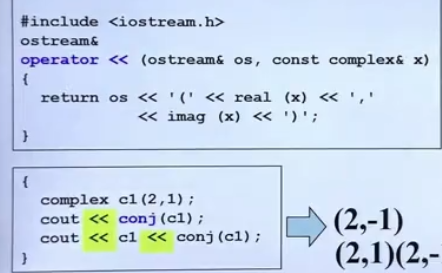 #include <iostream.h>
ostream&
operator << (ostream& os, const complex& x)
{
return os << '(' << real (x) << ','
<< imag (x) << ')';
}
{
complex c1(2,1);
cout << conj(c1);
cout << c1 << conj(c1);
}
(2,-1)
(2,1)(2,-